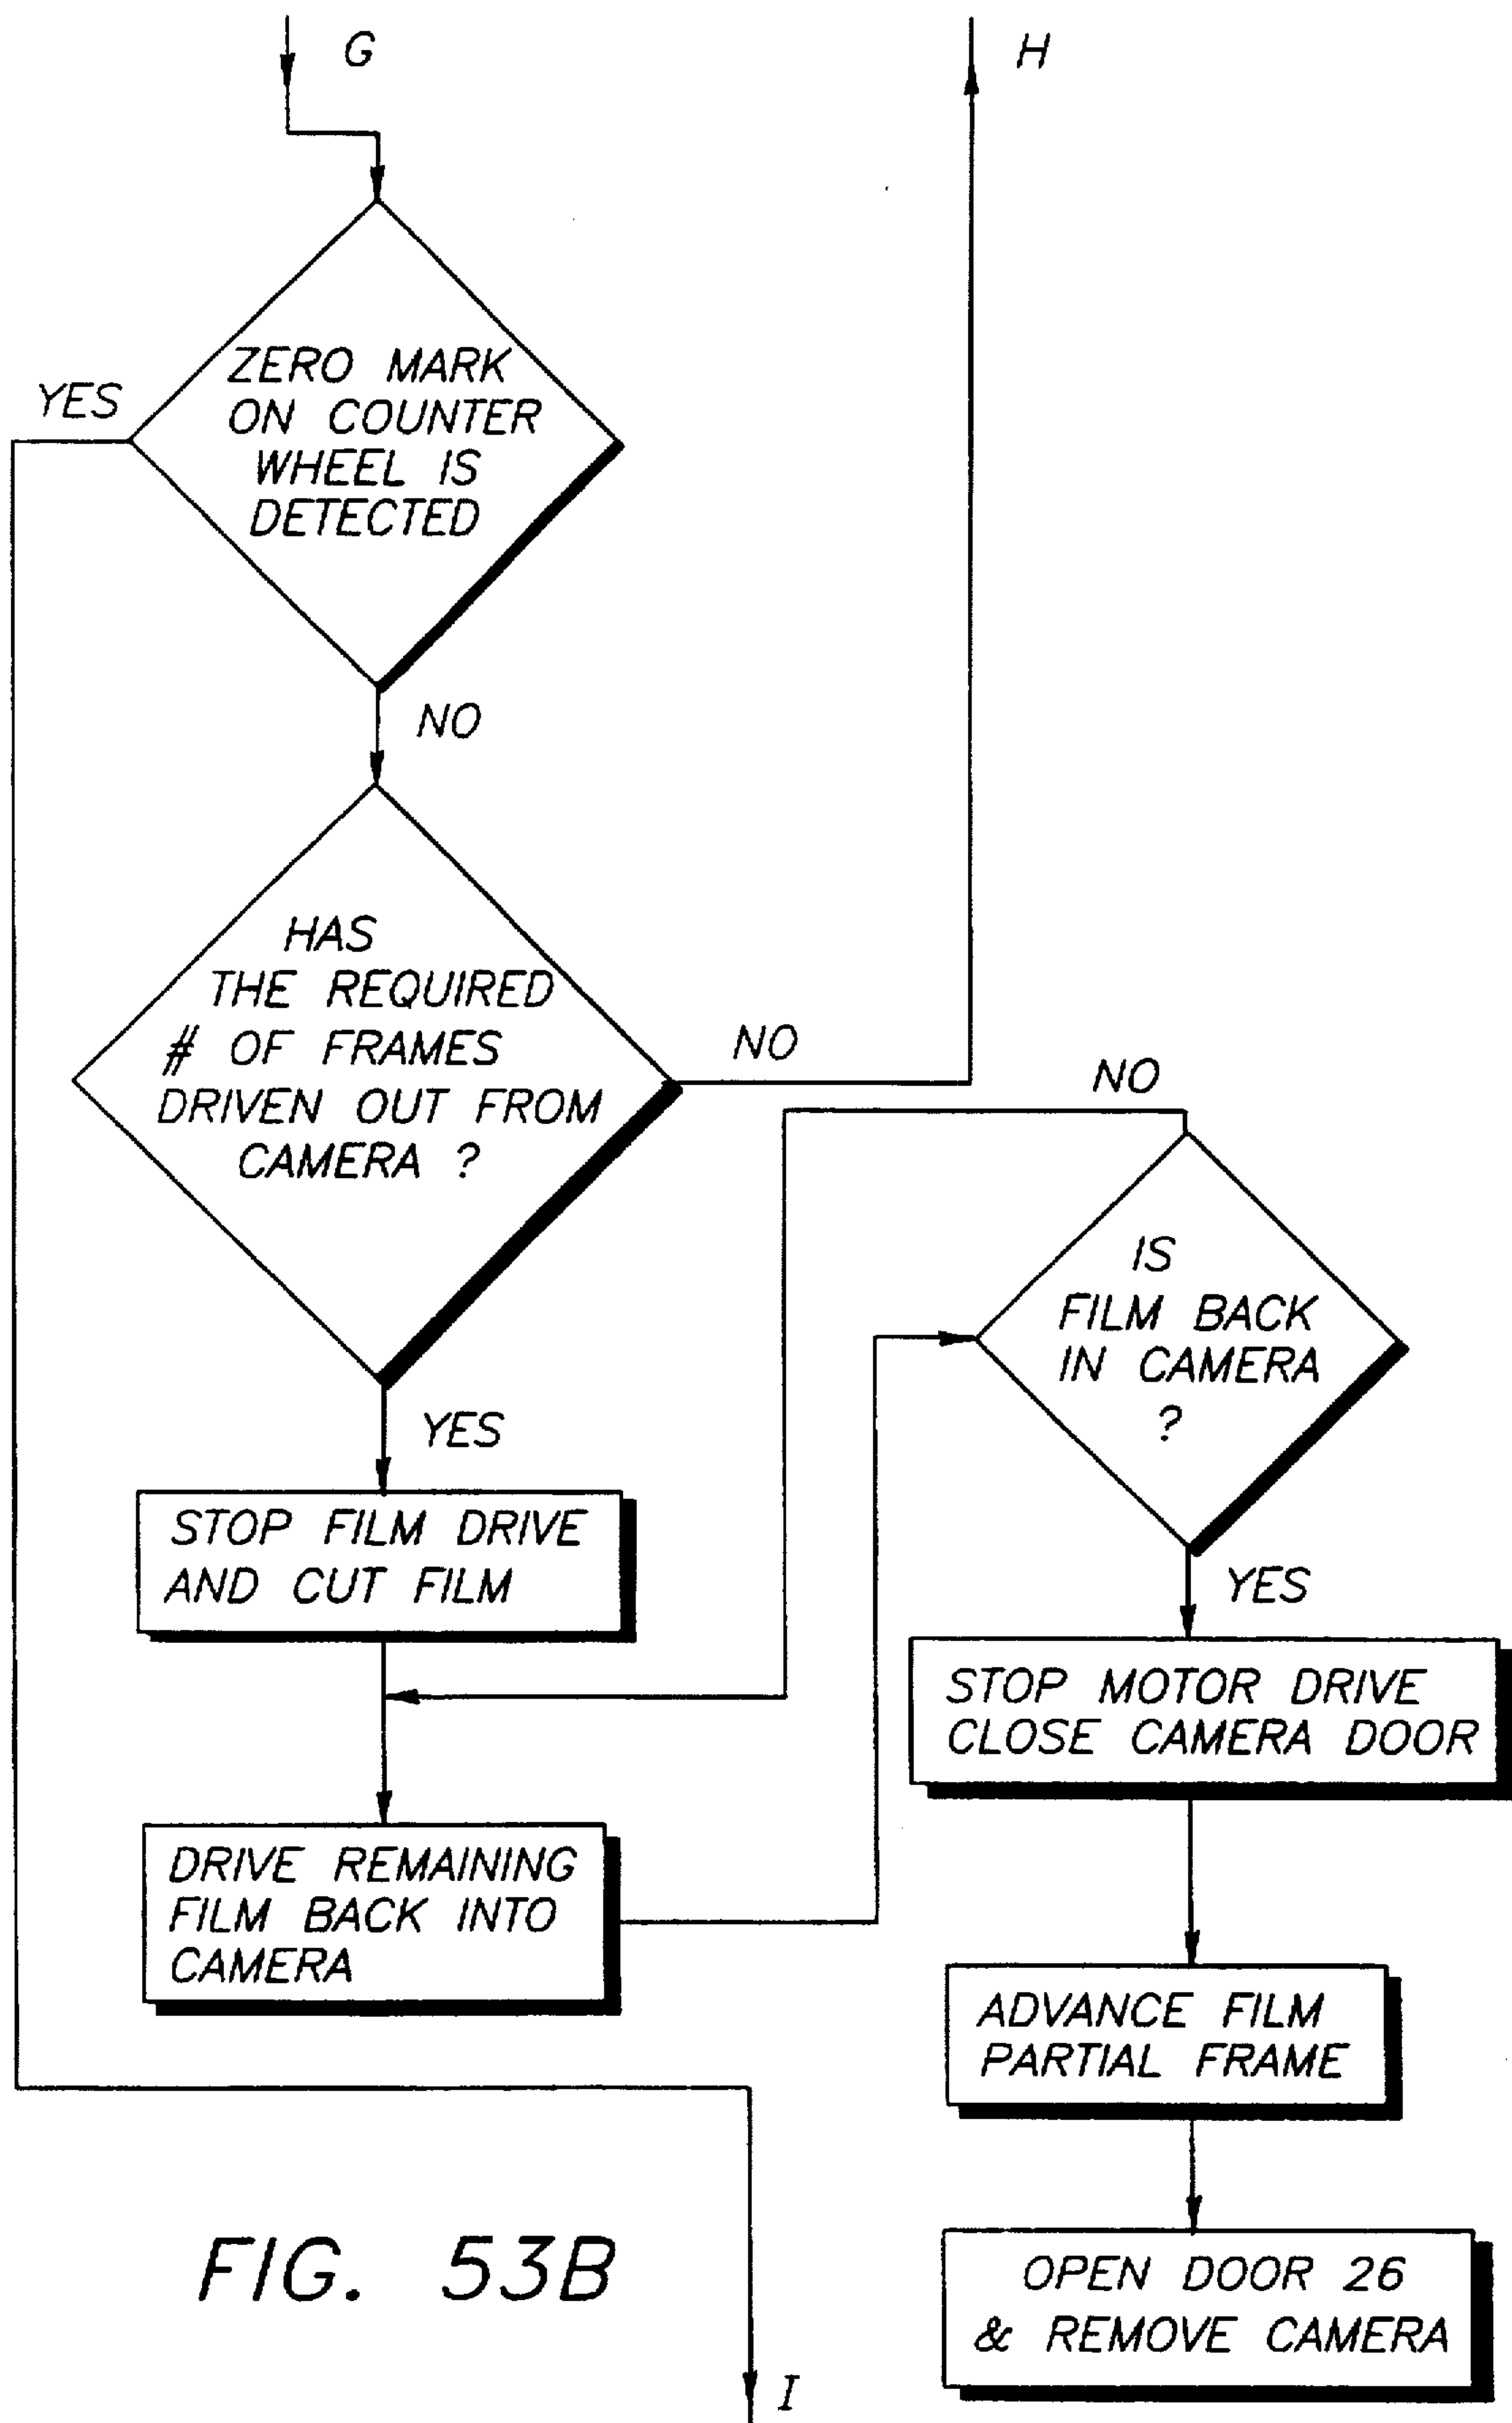 G
H
ZERO MARK
ON COUNTER
WHEEL IS
DETECTED
YES
NO
HAS
THE REQUIRED
# OF FRAMES
DRIVEN OUT FROM
CAMERA ?
NO
YES
STOP FILM DRIVE
AND CUT FILM
DRIVE REMAINING
FILM BACK INTO
CAMERA
NO
IS
FILM BACK
IN CAMERA
?
YES
STOP MOTOR DRIVE
CLOSE CAMERA DOOR
ADVANCE FILM
PARTIAL FRAME
OPEN DOOR 26
& REMOVE CAMERA
I
FIG. 53B